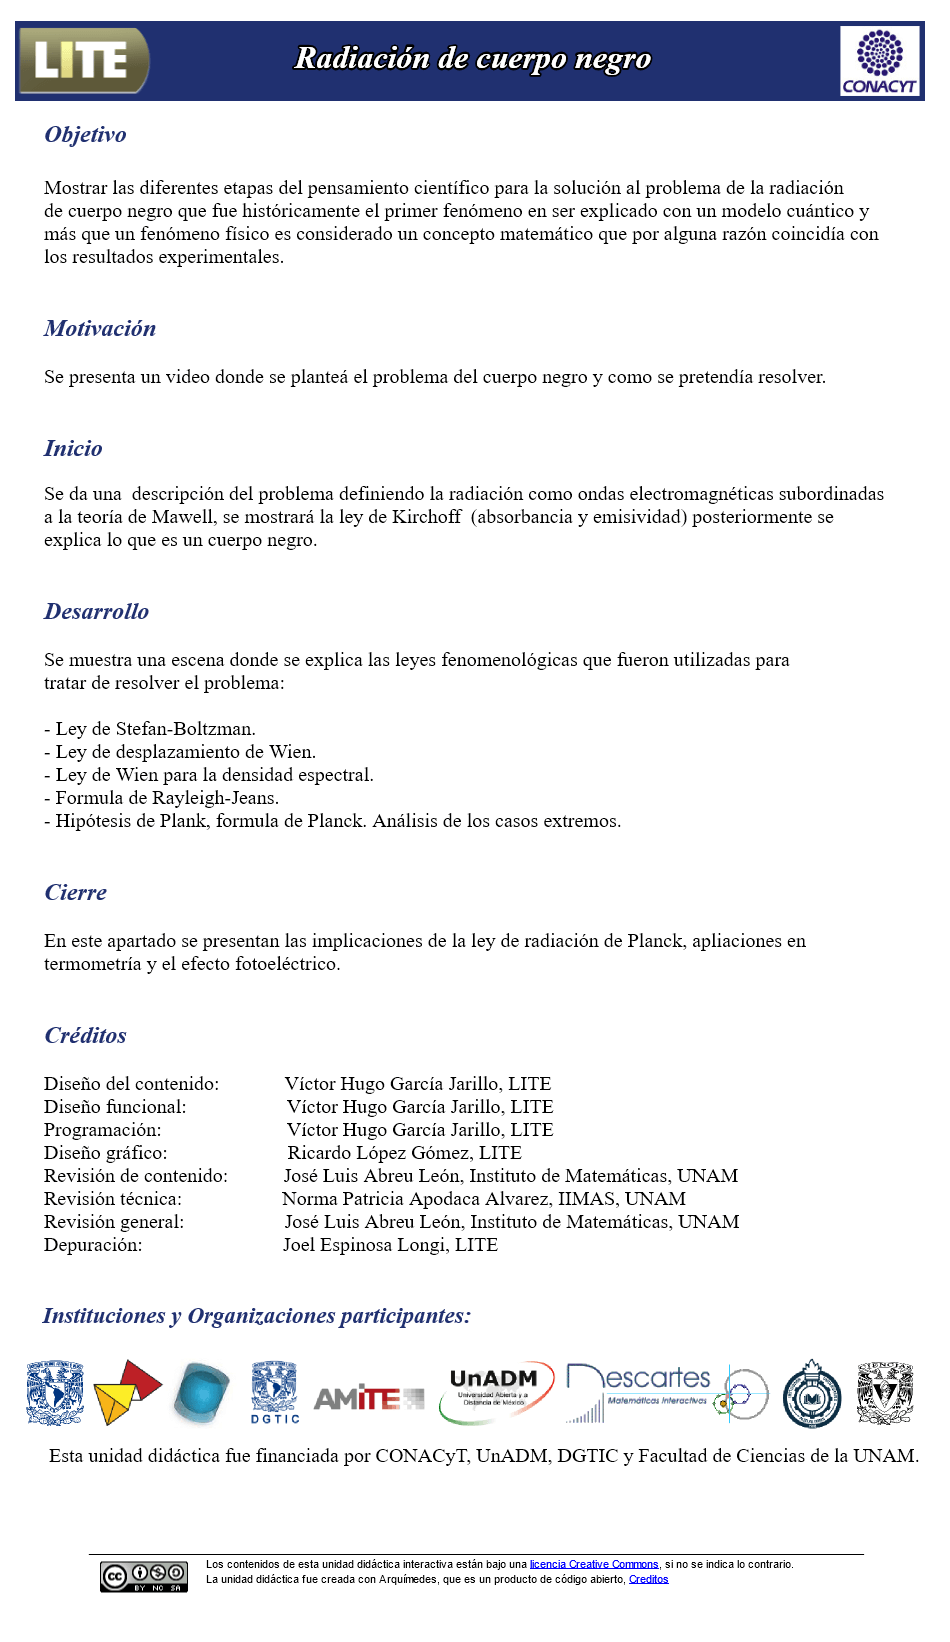 LITE
Radiación de cuerpo negro
CONACYT
Objetivo
Mostrar las diferentes etapas del pensamiento científico para la solución al problema de la radiación
de cuerpo negro que fue históricamente el primer fenómeno en ser explicado con un modelo cuántico y
más que un fenómeno físico es considerado un concepto matemático que por alguna razón coincidía con
los resultados experimentales.
Motivación
Se presenta un video donde se planteá el problema del cuerpo negro y como se pretendía resolver.
Inicio
Se da una  descripción del problema definiendo la radiación como ondas electromagnéticas subordinadas
a la teoría de Mawell, se mostrará la ley de Kirchoff  (absorbancia y emisividad) posteriormente se
explica lo que es un cuerpo negro.
Desarrollo
Se muestra una escena donde se explica las leyes fenomenológicas que fueron utilizadas para
tratar de resolver el problema:
- Ley de Stefan-Boltzman.
- Ley de desplazamiento de Wien.
- Ley de Wien para la densidad espectral.
- Formula de Rayleigh-Jeans.
- Hipótesis de Plank, formula de Planck. Análisis de los casos extremos.
Cierre
En este apartado se presentan las implicaciones de la ley de radiación de Planck, apliaciones en
termometría y el efecto fotoeléctrico.
Créditos
Diseño del contenido: Víctor Hugo García Jarillo, LITE
Diseño funcional: Víctor Hugo García Jarillo, LITE
Programación: Víctor Hugo García Jarillo, LITE
Diseño gráfico: Ricardo López Gómez, LITE
Revisión de contenido: José Luis Abreu León, Instituto de Matemáticas, UNAM
Revisión técnica: Norma Patricia Apodaca Alvarez, IIMAS, UNAM
Revisión general: José Luis Abreu León, Instituto de Matemáticas, UNAM
Depuración: Joel Espinosa Longi, LITE
Instituciones y Organizaciones participantes:
DGTIC
AMiTE
UnADM
Universidad Abierta y a
Distancia de México
Descartes
Matemáticas Interactivas
CIENCIAS
Esta unidad didáctica fue financiada por CONACyT, UnADM, DGTIC y Facultad de Ciencias de la UNAM.
cc
BY NC SA
Los contenidos de esta unidad didáctica interactiva están bajo una licencia Creative Commons, si no se indica lo contrario.
La unidad didáctica fue creada con Arquímedes, que es un producto de código abierto, Creditos